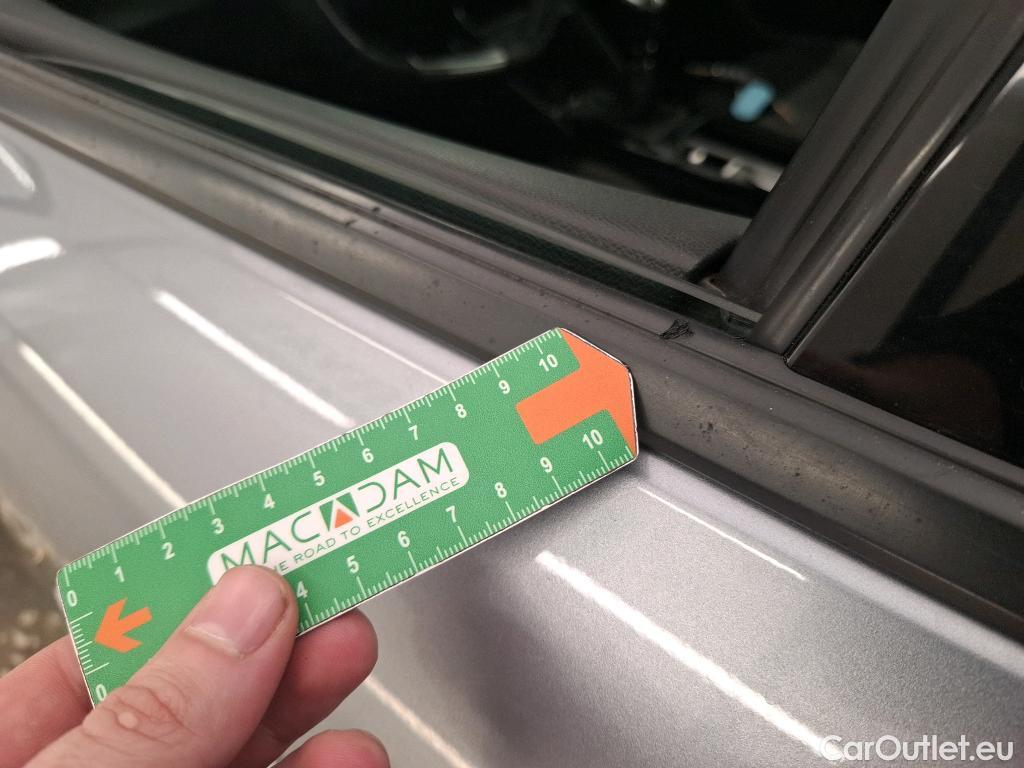 0 1 2 3 4 5 6 7 8 9 10
MACADAM
HE ROAD TO EXCELLENCE
0 4 5 6 7 8 9 10
CarOutlet.eu